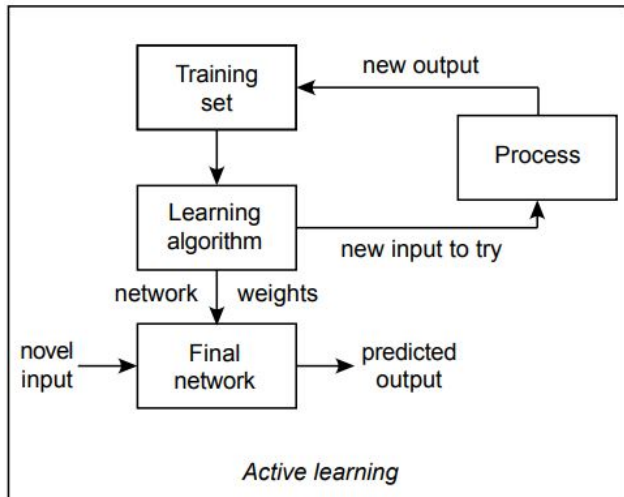 Training
set
new output
Process
Learning
algorithm
new input to try
network weights
novel
input
Final
network
predicted
output
Active learning